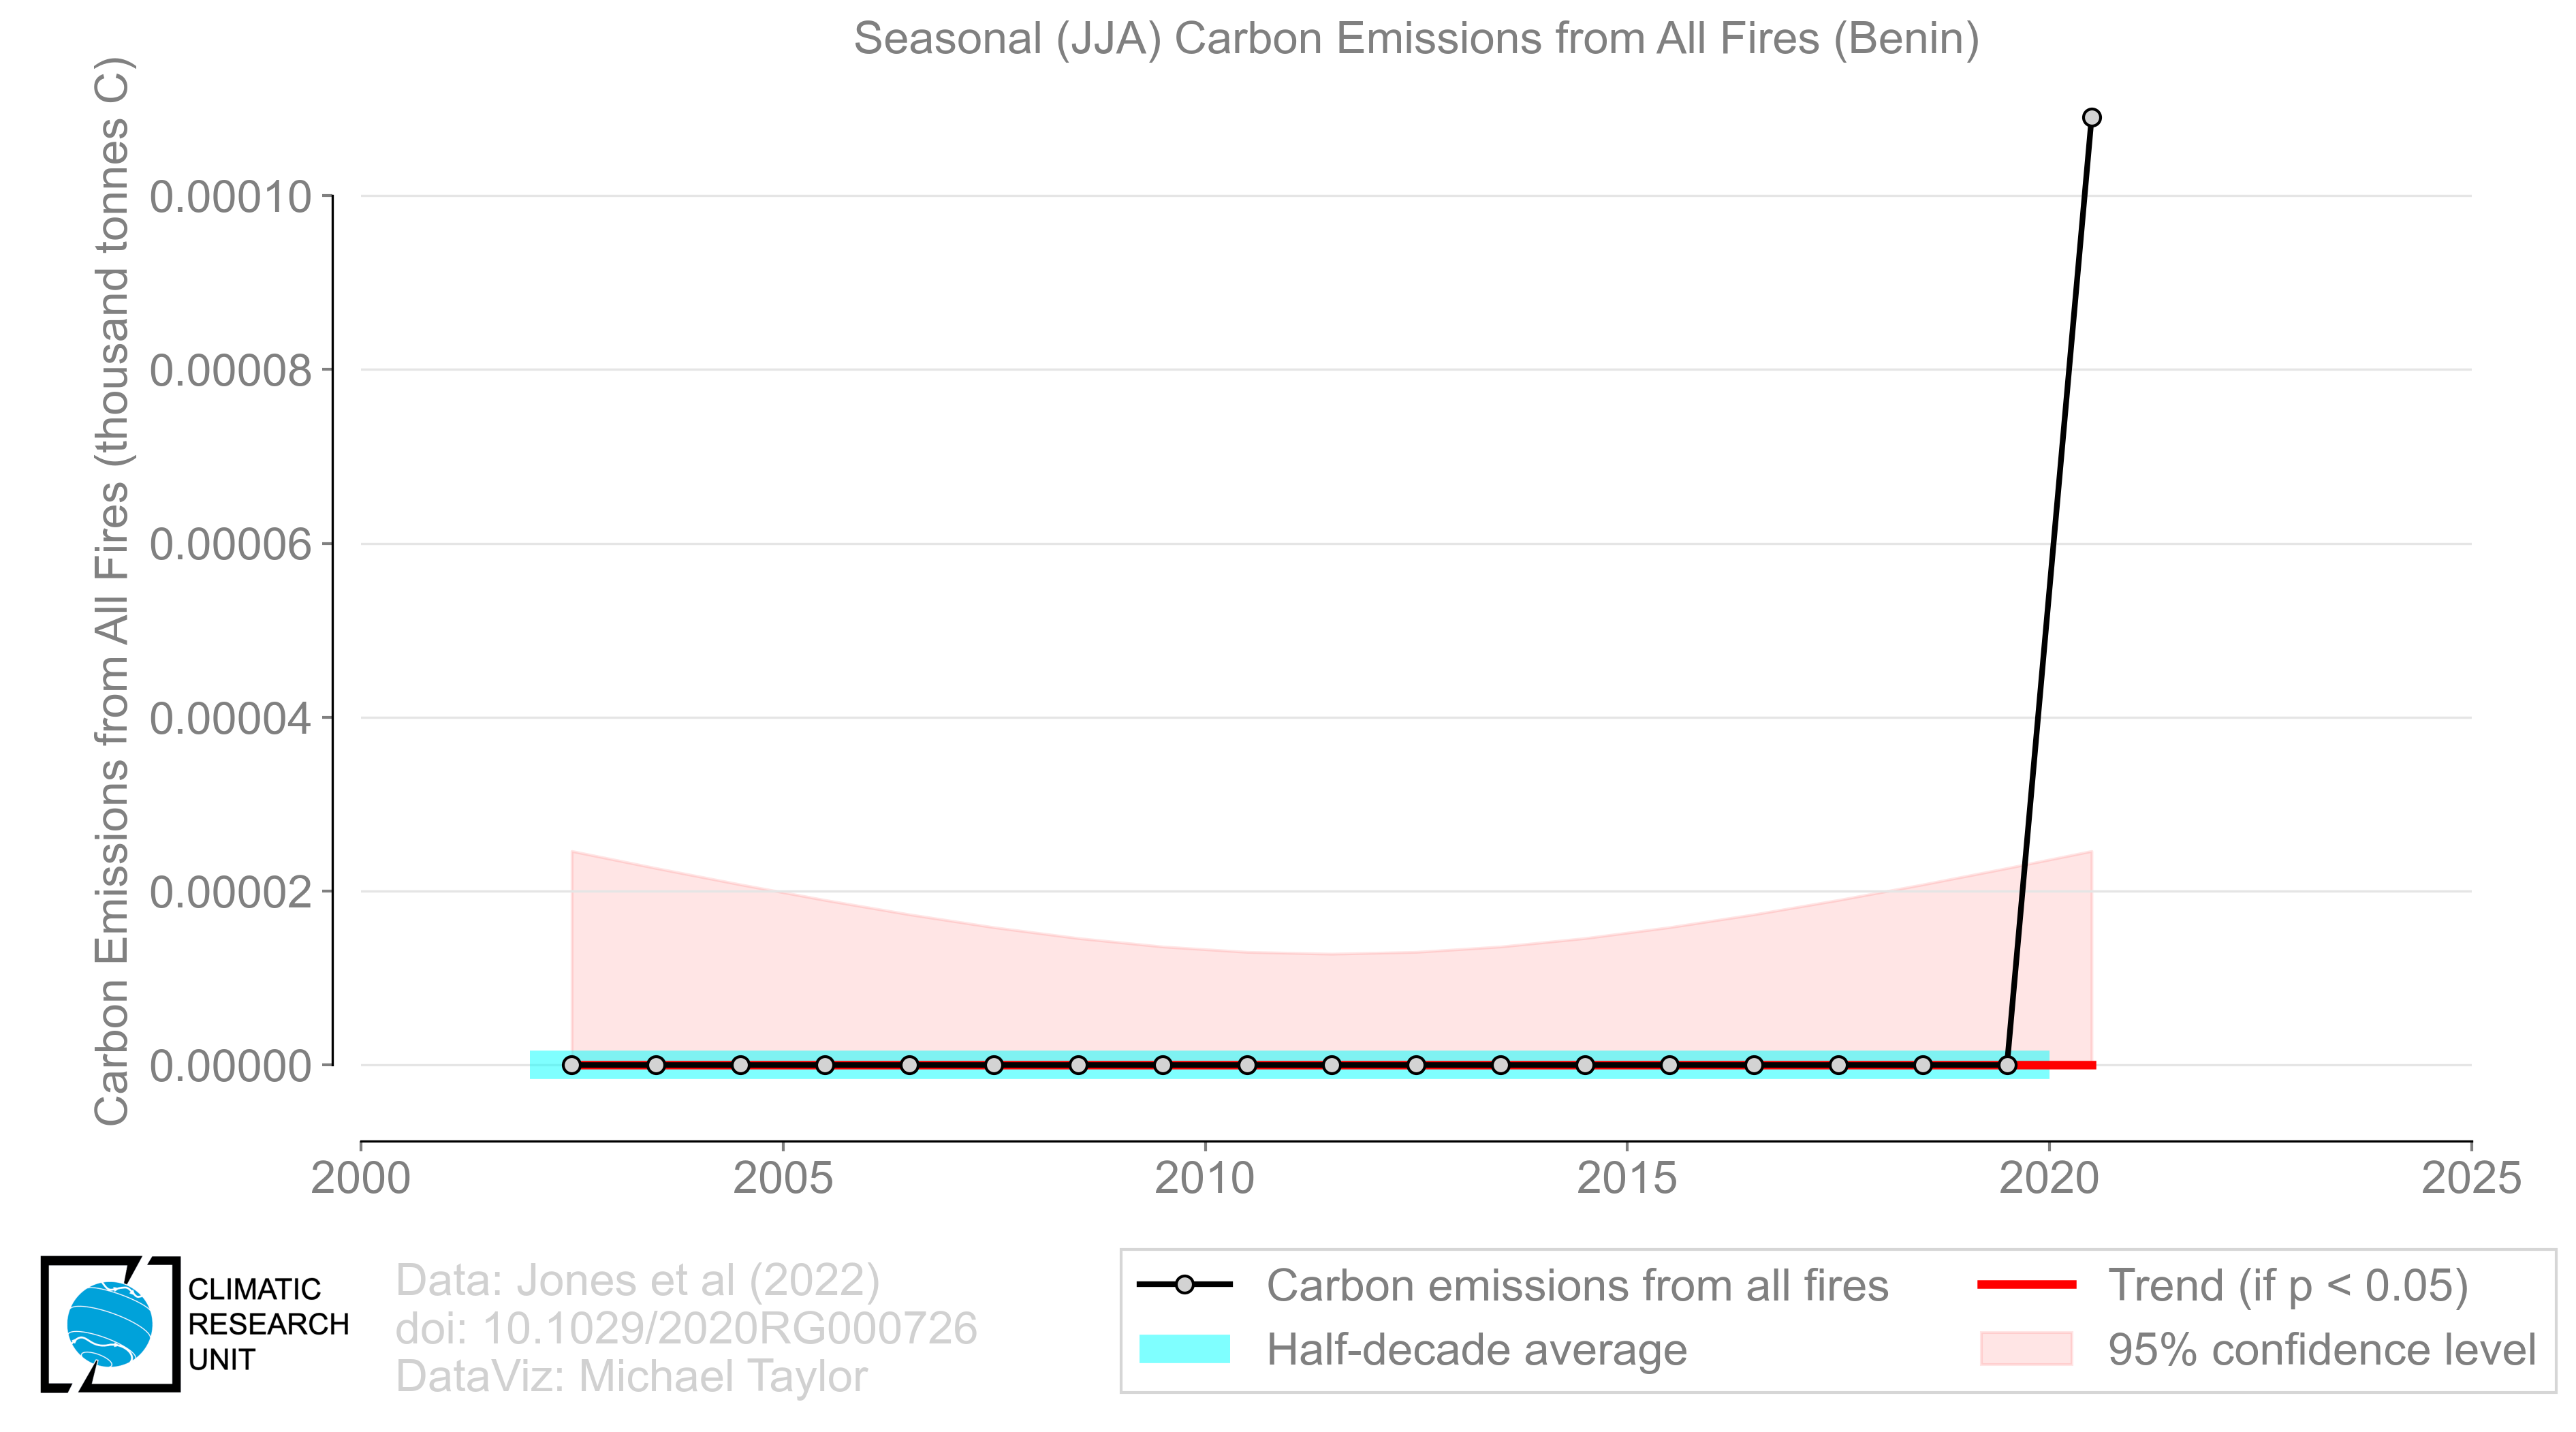 Seasonal (JJA) Carbon Emissions from All Fires (Benin)
Carbon Emissions from All Fires (thousand tonnes C)
0.00010
0.00008
0.00006
0.00004
0.00002
0.00000
2000
2005
2010
2015
2020
2025
CLIMATIC
RESEARCH
UNIT
Data: Jones et al (2022)
doi: 10.1029/2020RG000726
DataViz: Michael Taylor
Carbon emissions from all fires
Half-decade average
Trend (if p < 0.05)
95% confidence level